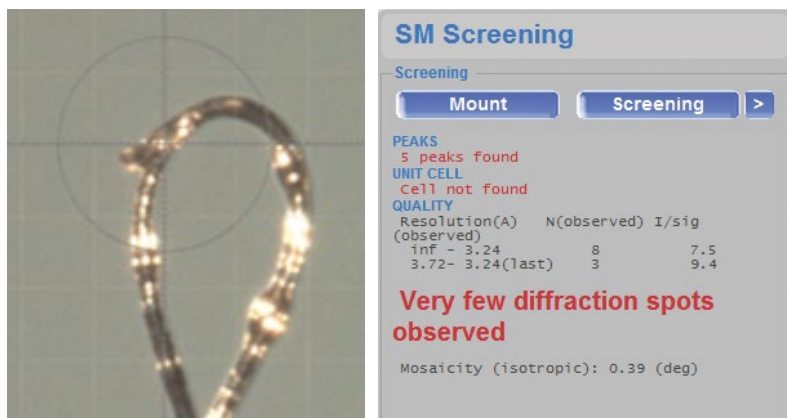 SM Screening
Screening
Mount
Screening
>
PEAKS
5 peaks found
UNIT CELL
Cell not found
QUALITY
Resolution(A) N(observed) I/sig
(observed)
inf - 3.24 8 7.5
3.72- 3.24(last) 3 9.4
Very few diffraction spots
observed
Mosaicity (isotropic): 0.39 (deg)